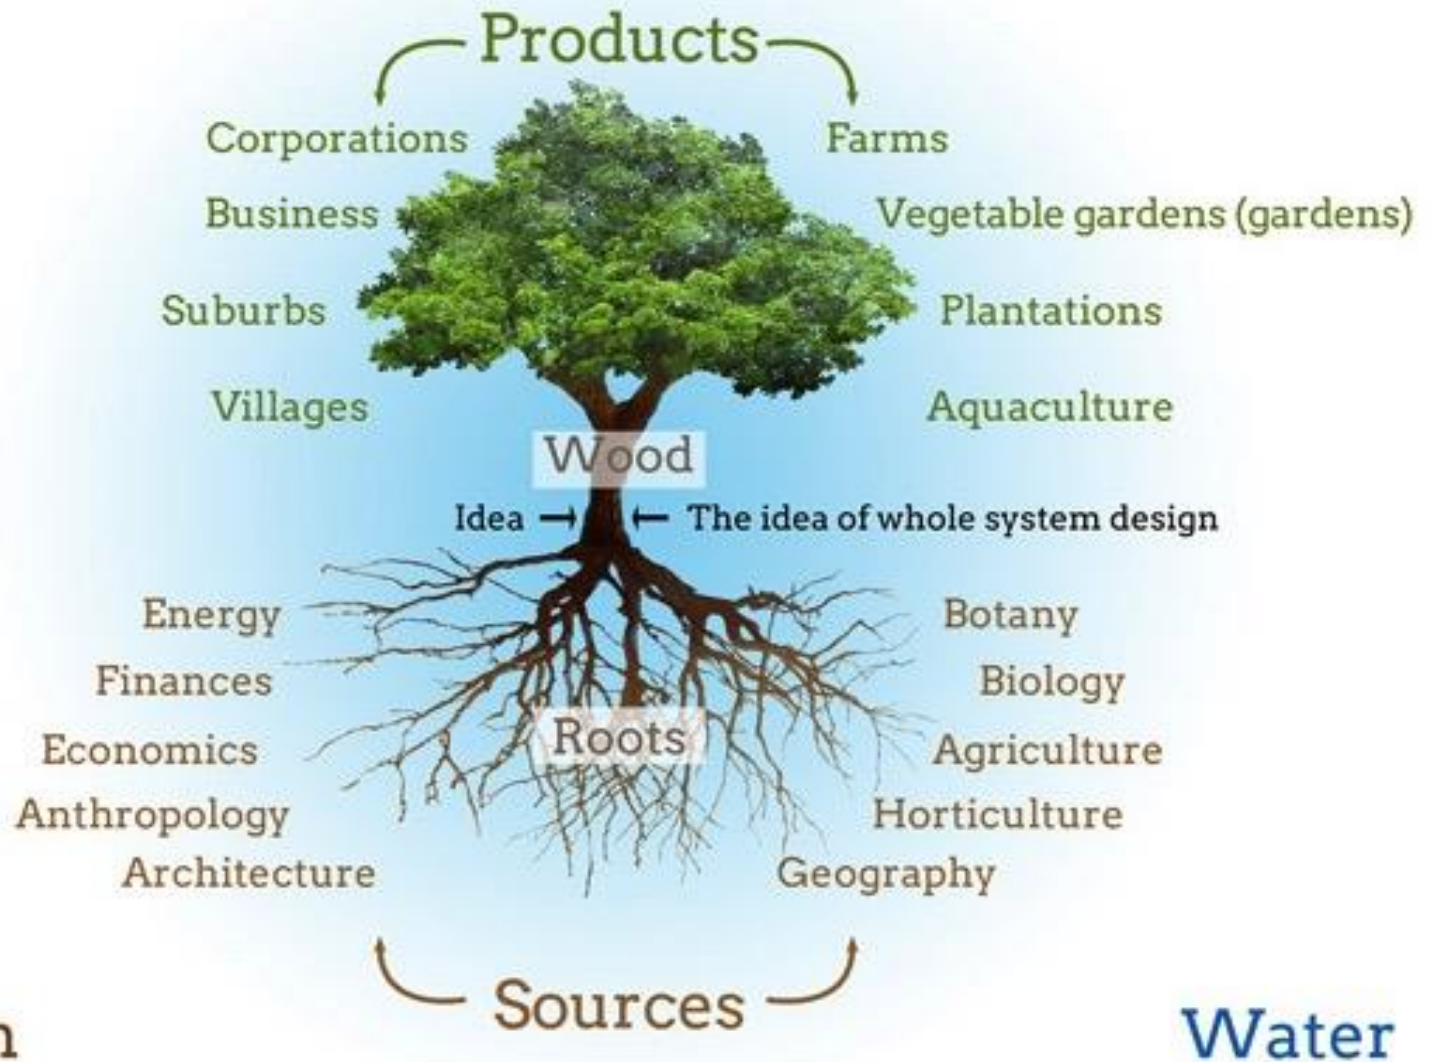 Products
Corporations
Farms
Business
Vegetable gardens (gardens)
Suburbs
Plantations
Villages
Aquaculture
Wood
Idea
The idea of whole system design
Energy
Botany
Finances
Biology
Roots
Economics
Agriculture
Anthropology
Horticulture
Architecture
Geography
Sources
Water